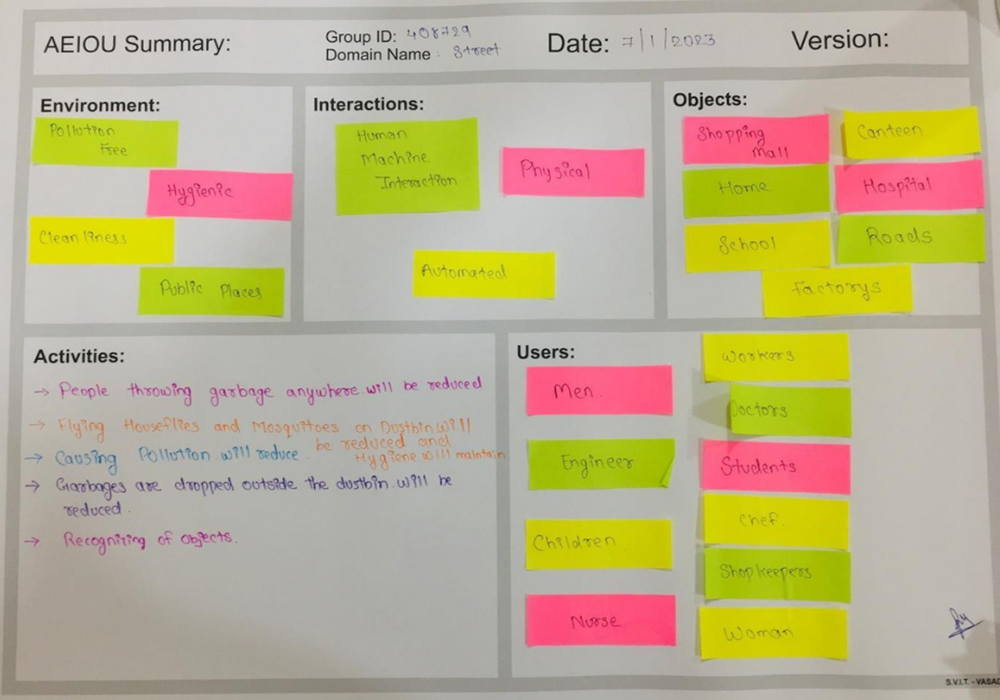 AEIOU Summary:
Group ID: 408729
Domain Name : Street
Date: 7/1/2023
Version:
Environment:
Pollution
Free
Hygienic
Cleanliness
Public Places
Interactions:
Human
Machine
Interaction
Physical
Automated
Objects:
Shopping
Mall
Canteen
Home
Hospital
School
Roads
Factorys
Activities:
→ People throwing garbage anywhere will be reduced
→ Flying Houseflies and Mosquitoes on Dustbin will
be reduced and
Hygiene will maintain
→ Causing Pollution will reduce.
→ Garbages are dropped outside the dustbin will be
reduced.
→ Recognizing of objects.
Users:
Men.
Engineer
Children
Nurse
Workers
Doctors
Students
Chef.
Shopkeepers
Woman
S.V.I.T. - VASAD